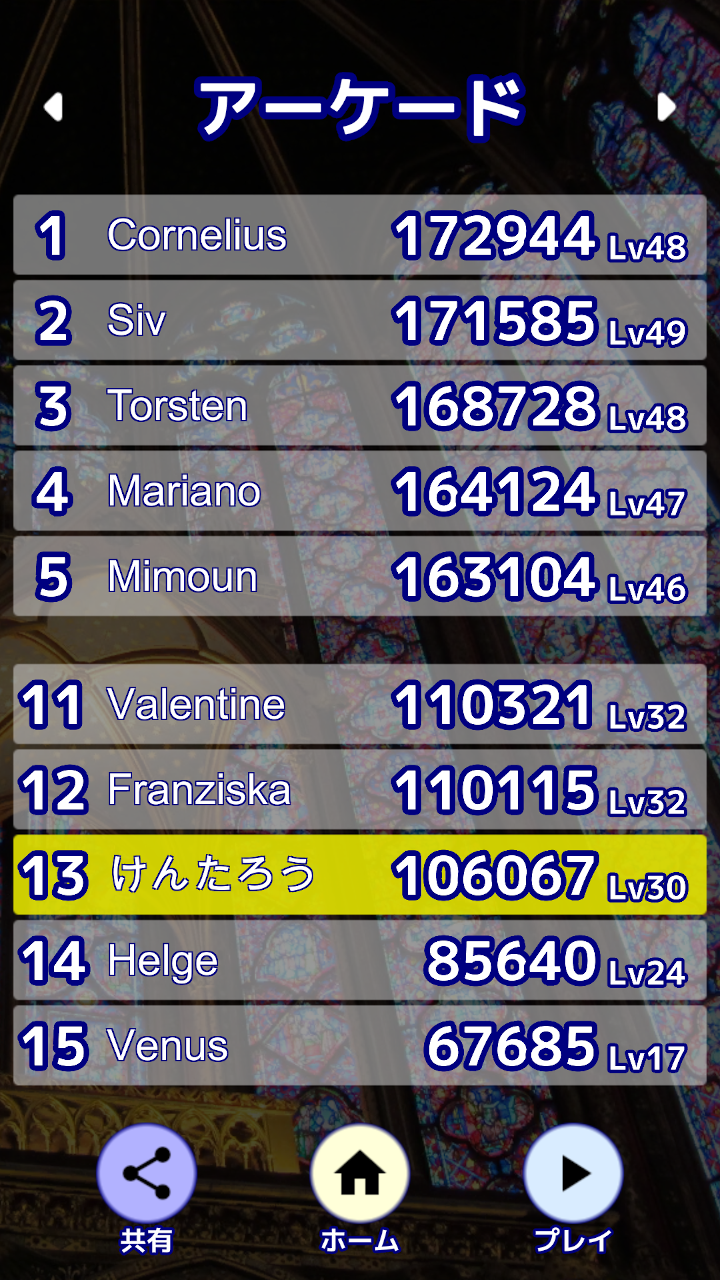 アーケード
1 Cornelius 172944 Lv48
2 Siv 171585 Lv49
3 Torsten 168728 Lv48
4 Mariano 164124 Lv47
5 Mimoun 163104 Lv46
11 Valentine 110321 Lv32
12 Franziska 110115 Lv32
13 けんたろう 106067 Lv30
14 Helge 85640 Lv24
15 Venus 67685 Lv17
共有 ホーム プレイ